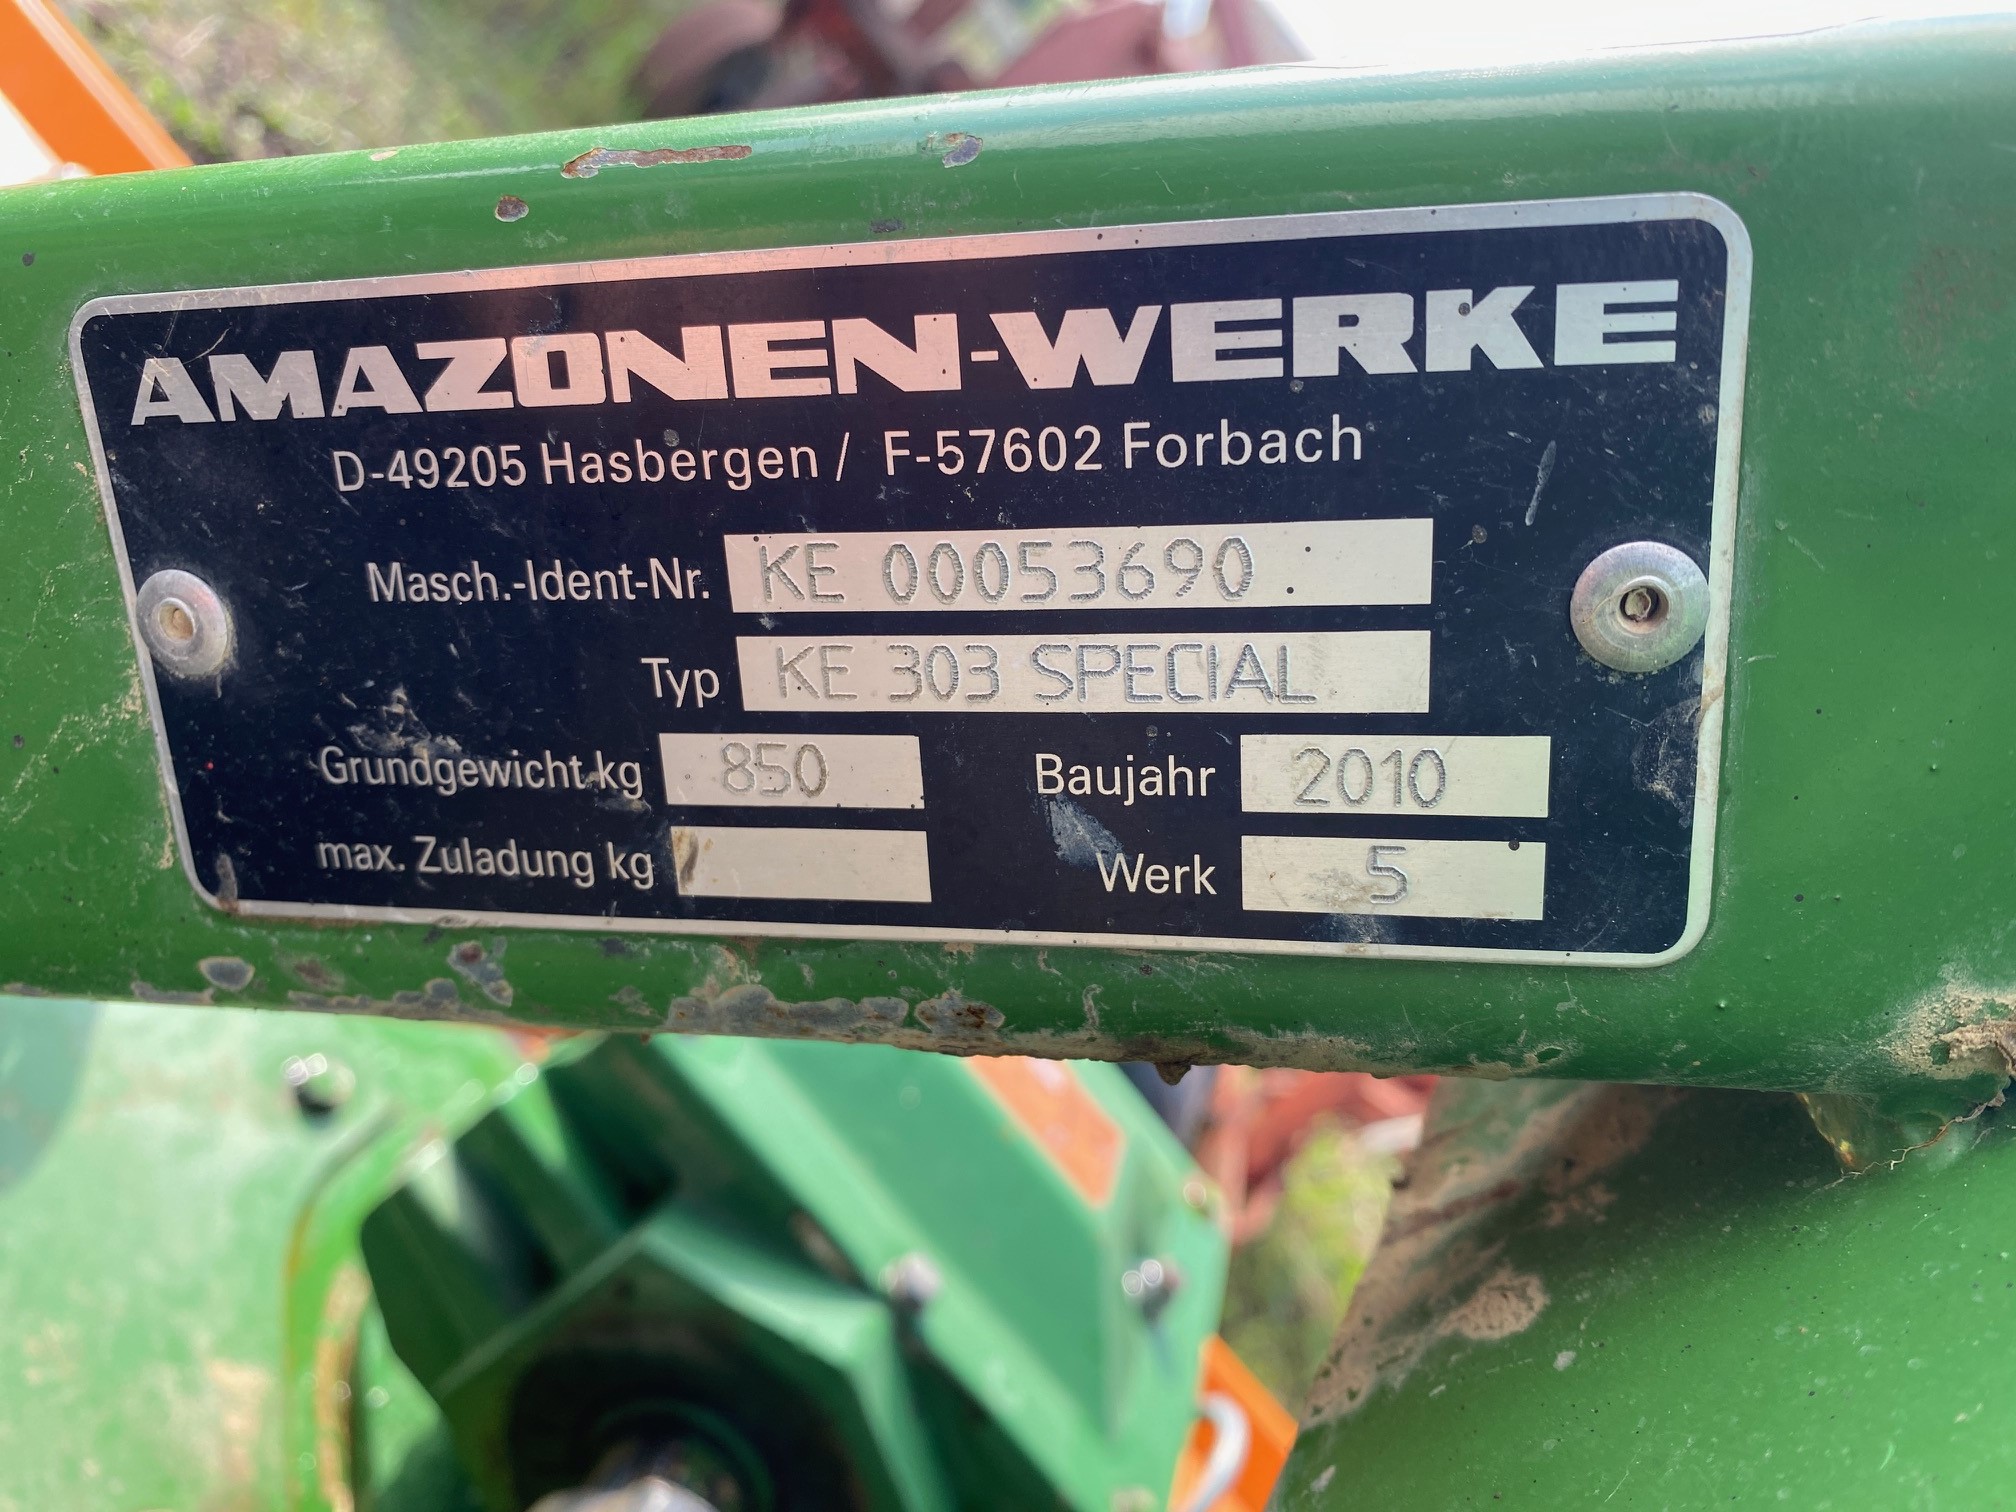 AMAZONEN-WERKE
D-49205 Hasbergen / F-57602 Forbach
Masch.-Ident-Nr. KE 00053690
Typ KE 303 SPECIAL
Grundgewicht kg 850 Baujahr 2010
max. Zuladung kg Werk 5